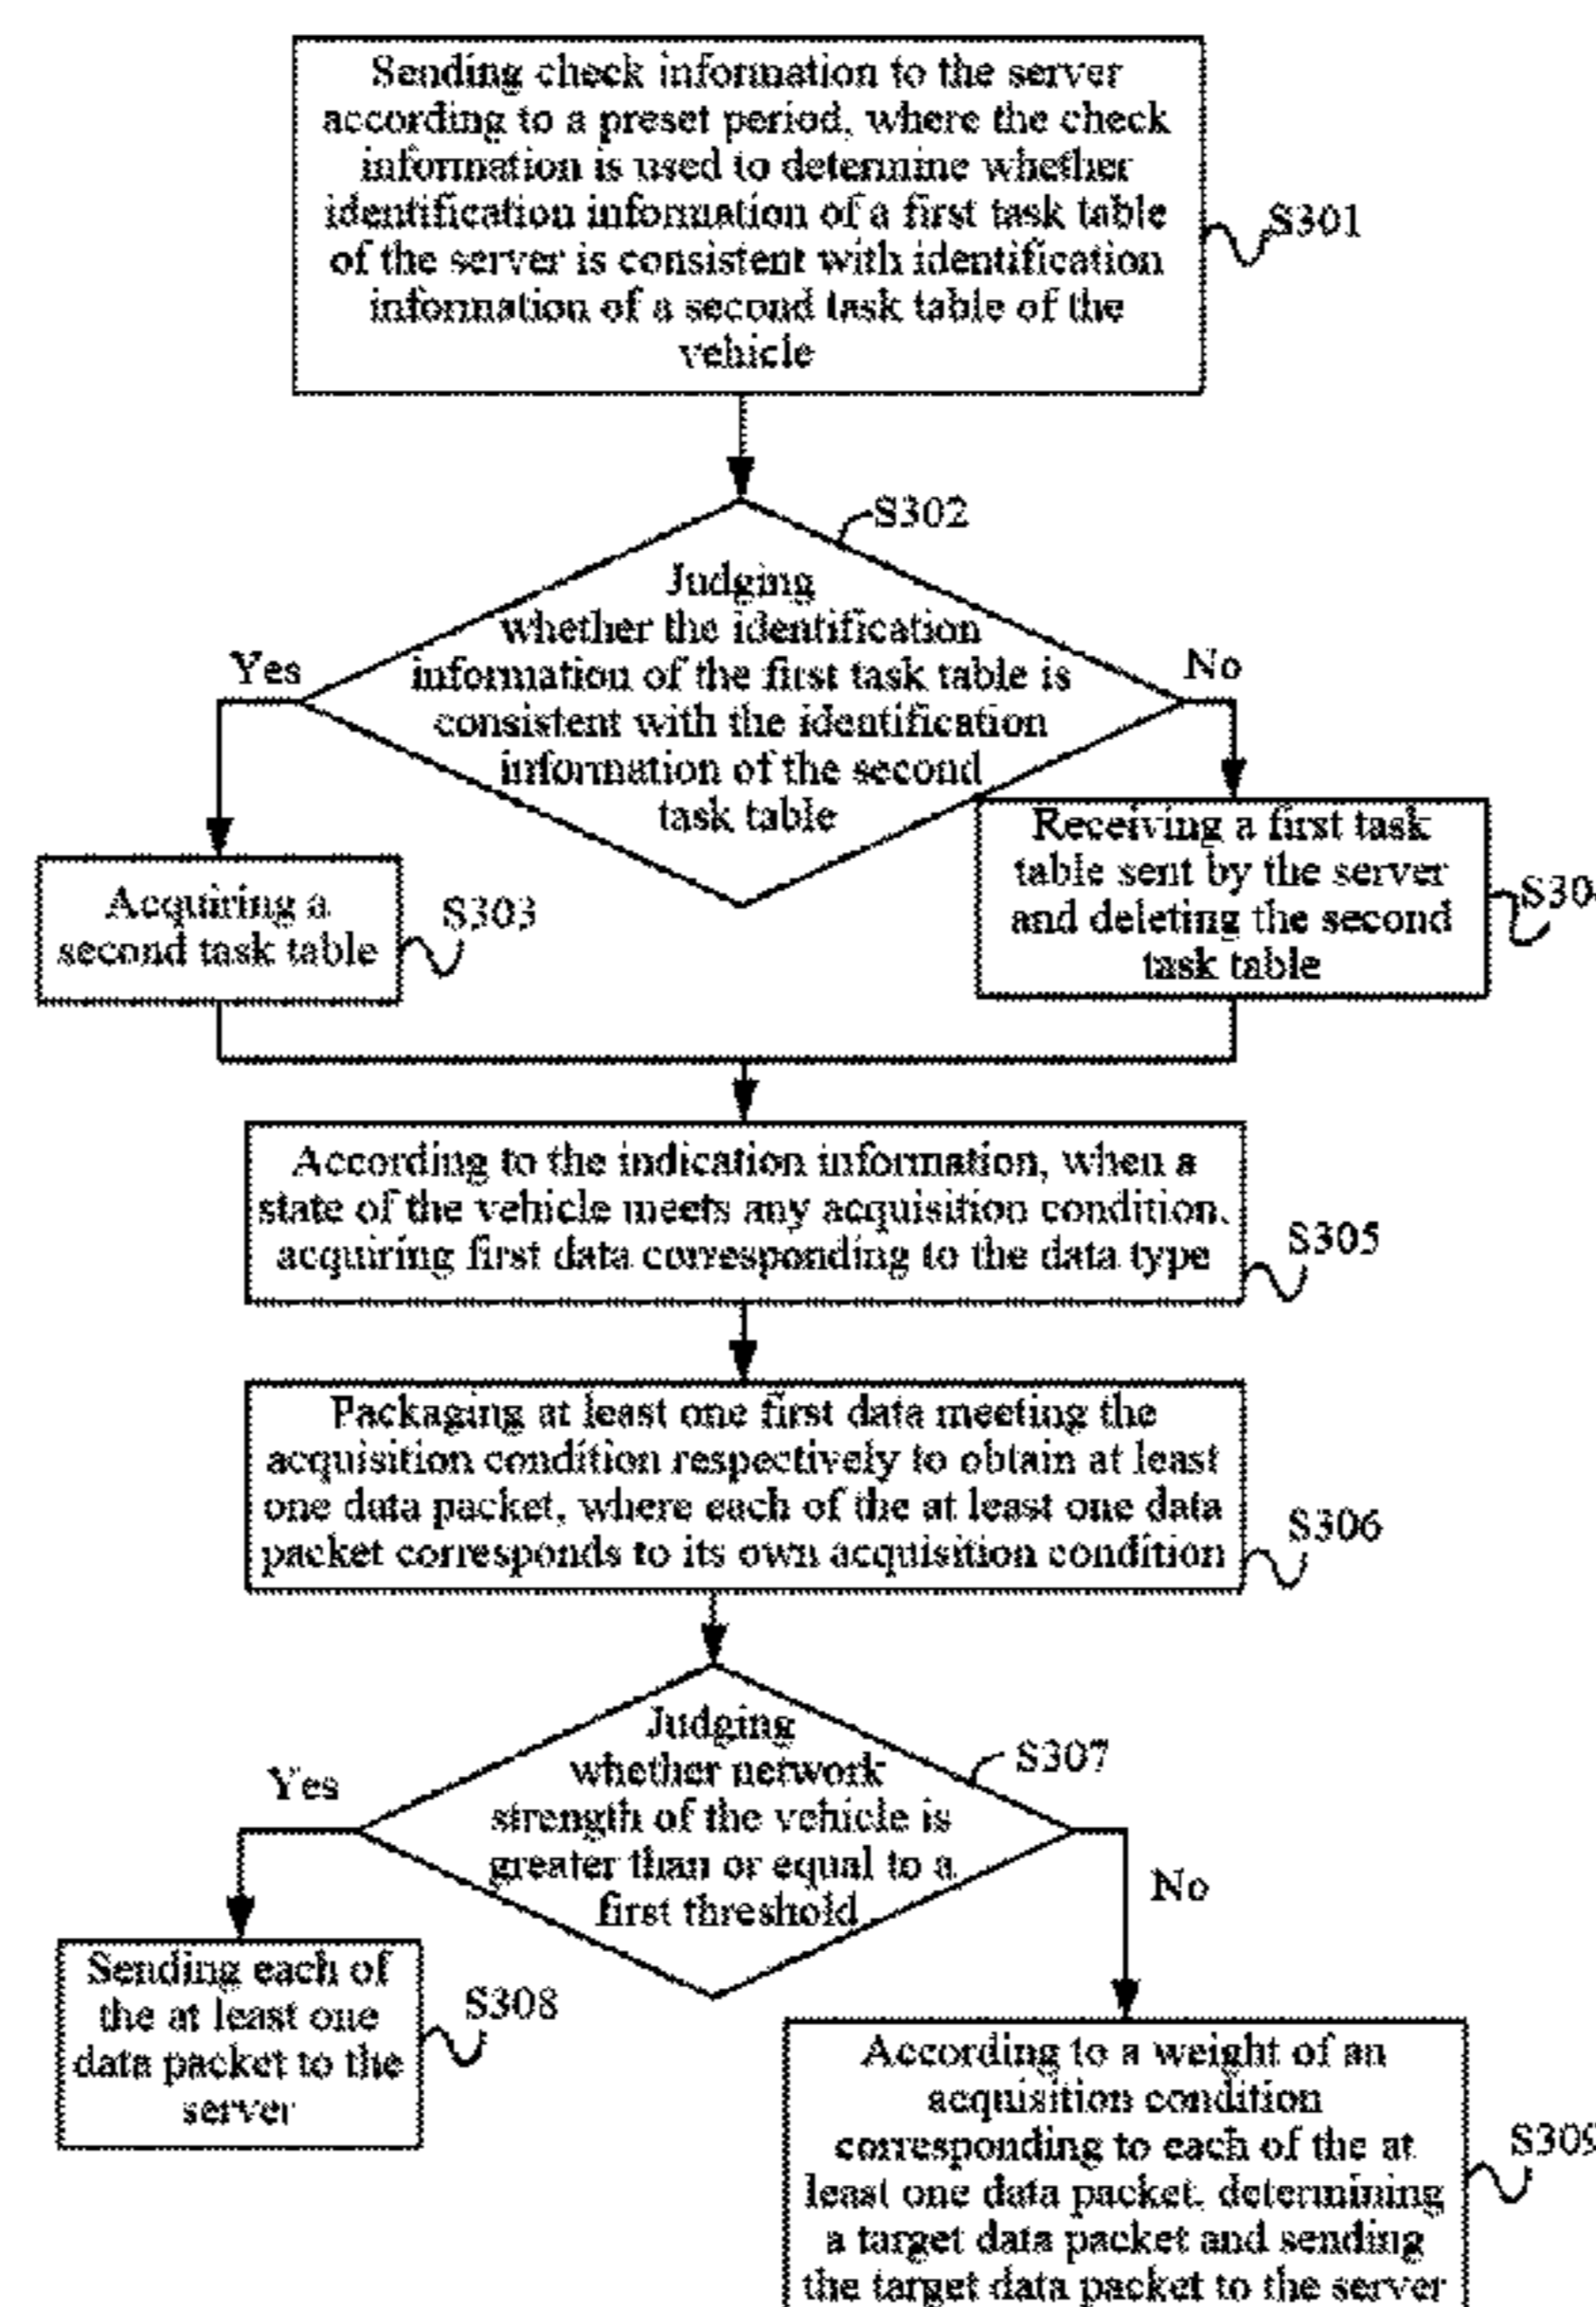 Sending check information to the server
according to a preset period, where the check
information is used to determine whether
identification information of a first task table
of the server is consistent with identification
information of a second task table of the
vehicle
S301
S302
Judging
whether the identification
information of the first task table is
consistent with the identification
information of the second
task table
Yes
No
Acquiring a
second task table
S303
Receiving a first task
table sent by the server
and deleting the second
task table
According to the indication information, when a
state of the vehicle meets any acquisition condition,
acquiring first data corresponding to the data type
S305
Packaging at least one first data meeting the
acquisition condition respectively to obtain at least
one data packet, where each of the at least one data
packet corresponds to its own acquisition condition
S306
Judging
whether network
strength of the vehicle is
greater than or equal to a
first threshold
S307
Yes
No
Sending each of
the at least one
data packet to the
server
S308
According to a weight of an
acquisition condition
corresponding to each of the at
least one data packet, determining
a target data packet and sending
the target data packet to the server
S309